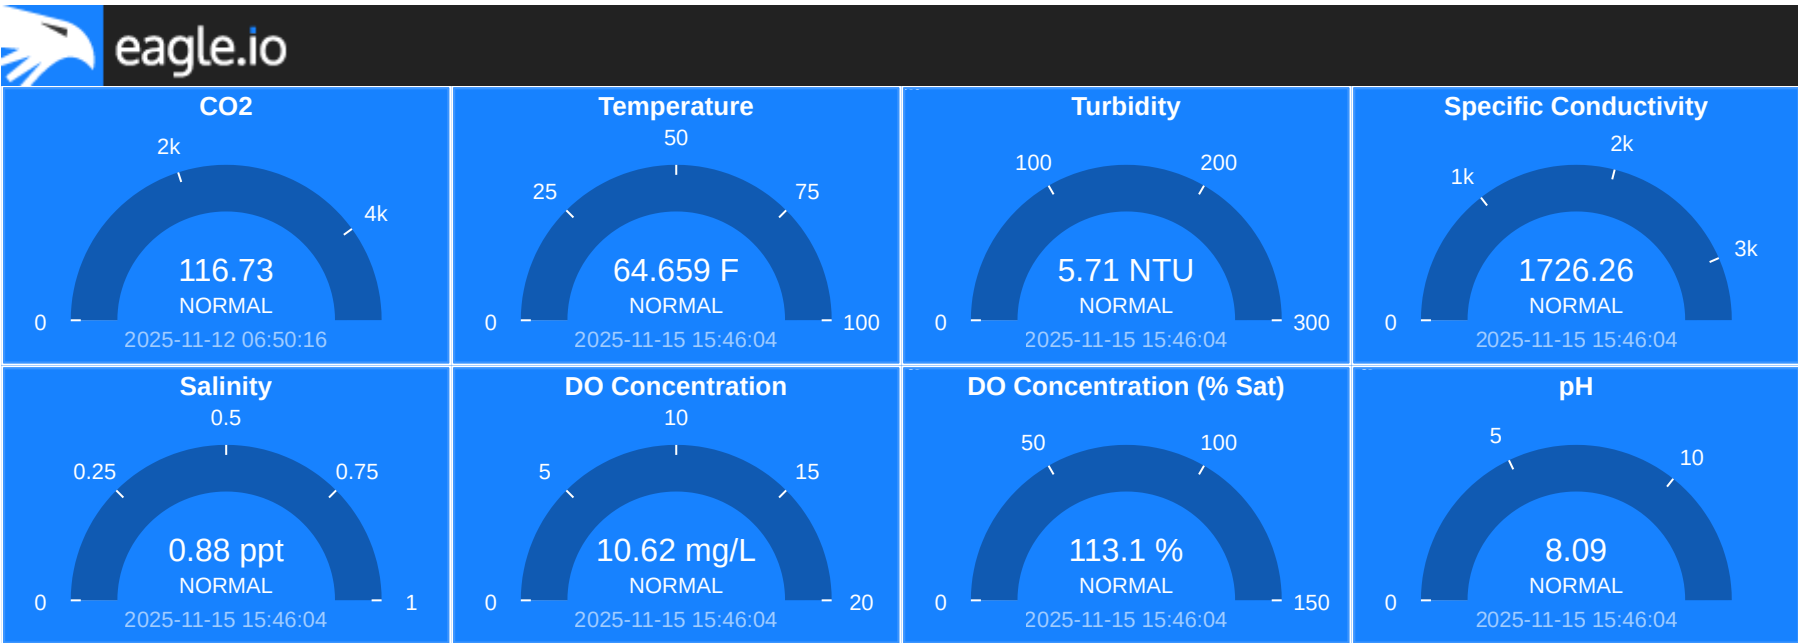 eagle.io
CO2
2k
4k
0
116.73
NORMAL
2025-11-12 06:50:16
Temperature
50
25
75
0
100
64.659 F
NORMAL
2025-11-15 15:46:04
Turbidity
100
200
0
300
5.71 NTU
NORMAL
2025-11-15 15:46:04
Specific Conductivity
2k
1k
3k
0
1726.26
NORMAL
2025-11-15 15:46:04
Salinity
0.5
0.25
0.75
0
1
0.88 ppt
NORMAL
2025-11-15 15:46:04
DO Concentration
10
5
15
0
20
10.62 mg/L
NORMAL
2025-11-15 15:46:04
DO Concentration (% Sat)
50
100
0
150
113.1 %
NORMAL
2025-11-15 15:46:04
pH
5
10
0
8.09
NORMAL
2025-11-15 15:46:04